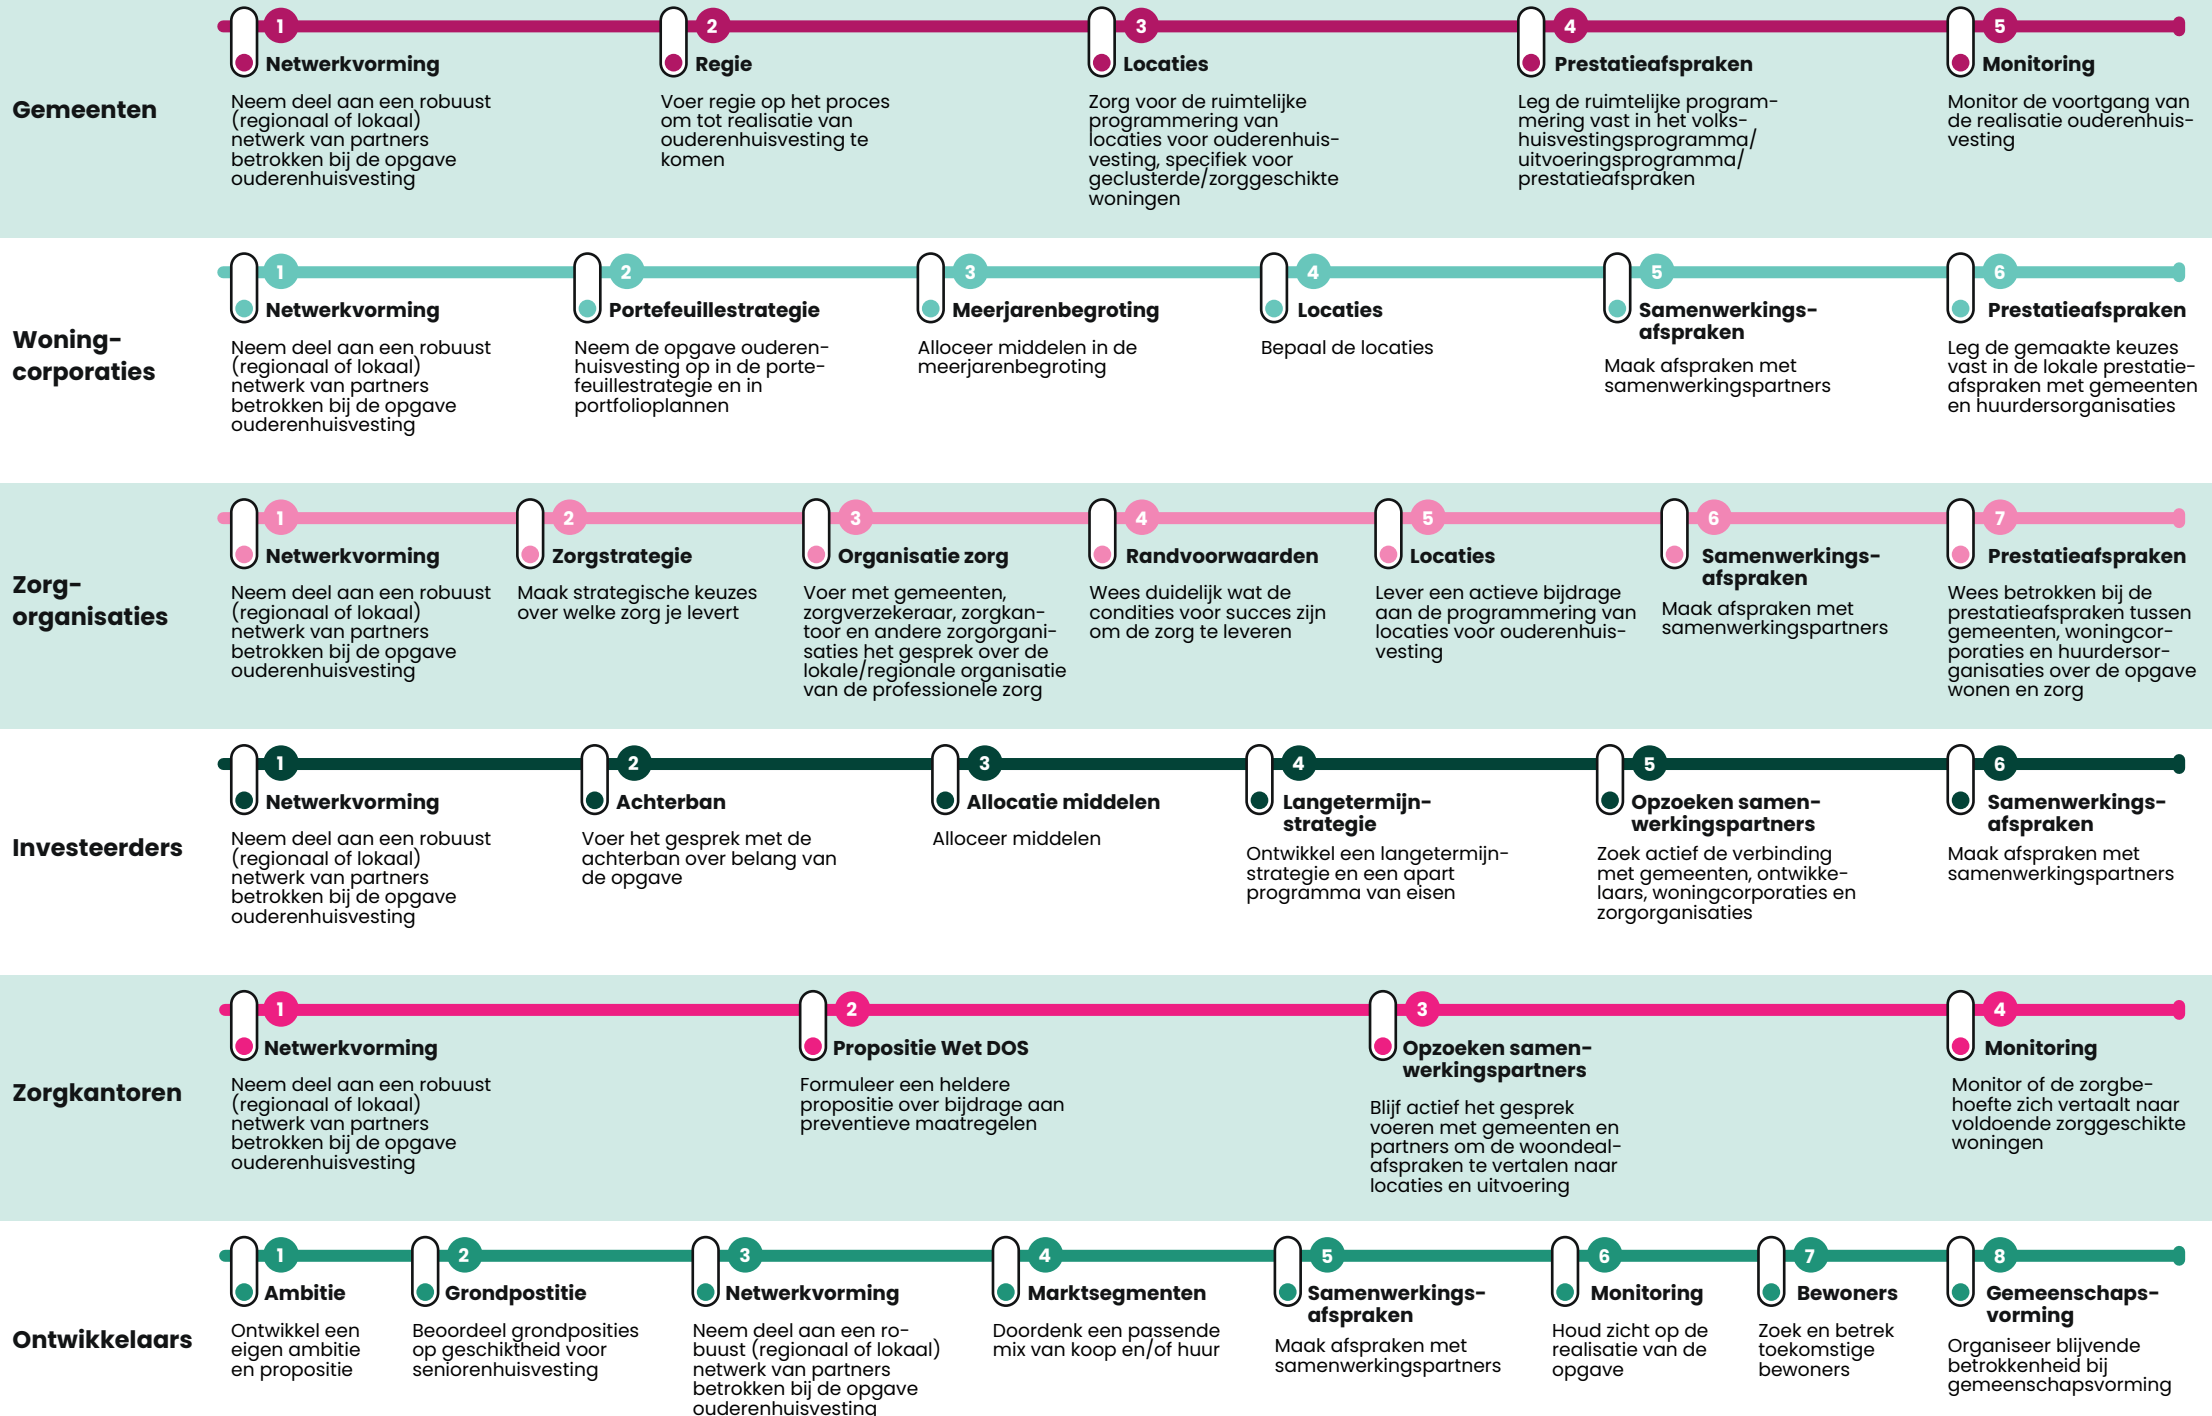 Gemeenten
1
Netwerkvorming
Neem deel aan een robuust
(regionaal of lokaal)
netwerk van partners
betrokken bij de opgave
ouderenhuisvesting
2
Regie
Voer regie op het proces
om tot realisatie van
ouderenhuisvesting te
komen
3
Locaties
Zorg voor de ruimtelijke
programmering van
locaties voor ouderenhuis-
vesting, specifiek voor
geclusterde/zorggeschikte
woningen
4
Prestatieafspraken
Leg de ruimtelijke program-
mering vast in het volks-
huisvestingsprogramma/
uitvoeringsprogramma/
prestatieafspraken
5
Monitoring
Monitor de voortgang van
de realisatie ouderenhuis-
vesting
Woning-
corporaties
1
Netwerkvorming
Neem deel aan een robuust
(regionaal of lokaal)
netwerk van partners
betrokken bij de opgave
ouderenhuisvesting
2
Portefeuillestrategie
Neem de opgave ouderen-
huisvesting op in de porte-
feuillestrategie en in
portfolioplannen
3
Meerjarenbegroting
Alloceer middelen in de
meerjarenbegroting
4
Locaties
Bepaal de locaties
5
Samenwerkings-
afspraken
Maak afspraken met
samenwerkingspartners
6
Prestatieafspraken
Leg de gemaakte keuzes
vast in de lokale prestatie-
afspraken met gemeenten
en huurdersorganisaties
Zorg-
organisaties
1
Netwerkvorming
Neem deel aan een robuust
(regionaal of lokaal)
netwerk van partners
betrokken bij de opgave
ouderenhuisvesting
2
Zorgstrategie
Maak strategische keuzes
over welke zorg je levert
3
Organisatie zorg
Voer met gemeenten,
zorgverzekeraar, zorgkan-
toor en andere zorgorgani-
saties het gesprek over de
lokale/regionale organisatie
van de professionele zorg
4
Randvoorwaarden
Wees duidelijk wat de
condities voor succes zijn
om de zorg te leveren
5
Locaties
Lever een actieve bijdrage
aan de programmering van
locaties voor ouderenhuis-
vesting
6
Samenwerkings-
afspraken
Maak afspraken met
samenwerkingspartners
7
Prestatieafspraken
Wees betrokken bij de
prestatieafspraken tussen
gemeenten, woningcor-
poraties en huurdersor-
ganisaties over de opgave
wonen en zorg
Investeerders
1
Netwerkvorming
Neem deel aan een robuust
(regionaal of lokaal)
netwerk van partners
betrokken bij de opgave
ouderenhuisvesting
2
Achterban
Voer het gesprek met de
achterban over belang van
de opgave
3
Allocatie middelen
Alloceer middelen
4
Langetermijn-
strategie
Ontwikkel een langetermijn-
strategie en een apart
programma van eisen
5
Opzoeken samen-
werkingspartners
Zoek actief de verbinding
met gemeenten, ontwikke-
laars, woningcorporaties en
zorgorganisaties
6
Samenwerkings-
afspraken
Maak afspraken met
samenwerkingspartners
Zorgkantoren
1
Netwerkvorming
Neem deel aan een robuust
(regionaal of lokaal)
netwerk van partners
betrokken bij de opgave
ouderenhuisvesting
2
Propositie Wet DOS
Formuleer een heldere
propositie over bijdrage aan
preventieve maatregelen
3
Opzoeken samen-
werkingspartners
Blijf actief het gesprek
voeren met gemeenten en
partners om de woondeal-
afspraken te vertalen naar
locaties en uitvoering
4
Monitoring
Monitor of de zorgbe-
hoefte zich vertaalt naar
voldoende zorggeschikte
woningen
Ontwikkelaars
1
Ambitie
Ontwikkel een
eigen ambitie
en propositie
2
Grondpostitie
Beoordeel grondposities
op geschiktheid voor
seniorenhuisvesting
3
Netwerkvorming
Neem deel aan een ro-
buust (regionaal of lokaal)
netwerk van partners
betrokken bij de opgave
ouderenhuisvesting
4
Marktsegmenten
Doordenk een passende
mix van koop en/of huur
5
Samenwerkings-
afspraken
Maak afspraken met
samenwerkingspartners
6
Monitoring
Houd zicht op de
realisatie van de
opgave
7
Bewoners
Zoek en betrek
toekomstige
bewoners
8
Gemeenschaps-
vorming
Organiseer blijvende
betrokkenheid bij
gemeenschapsvorming